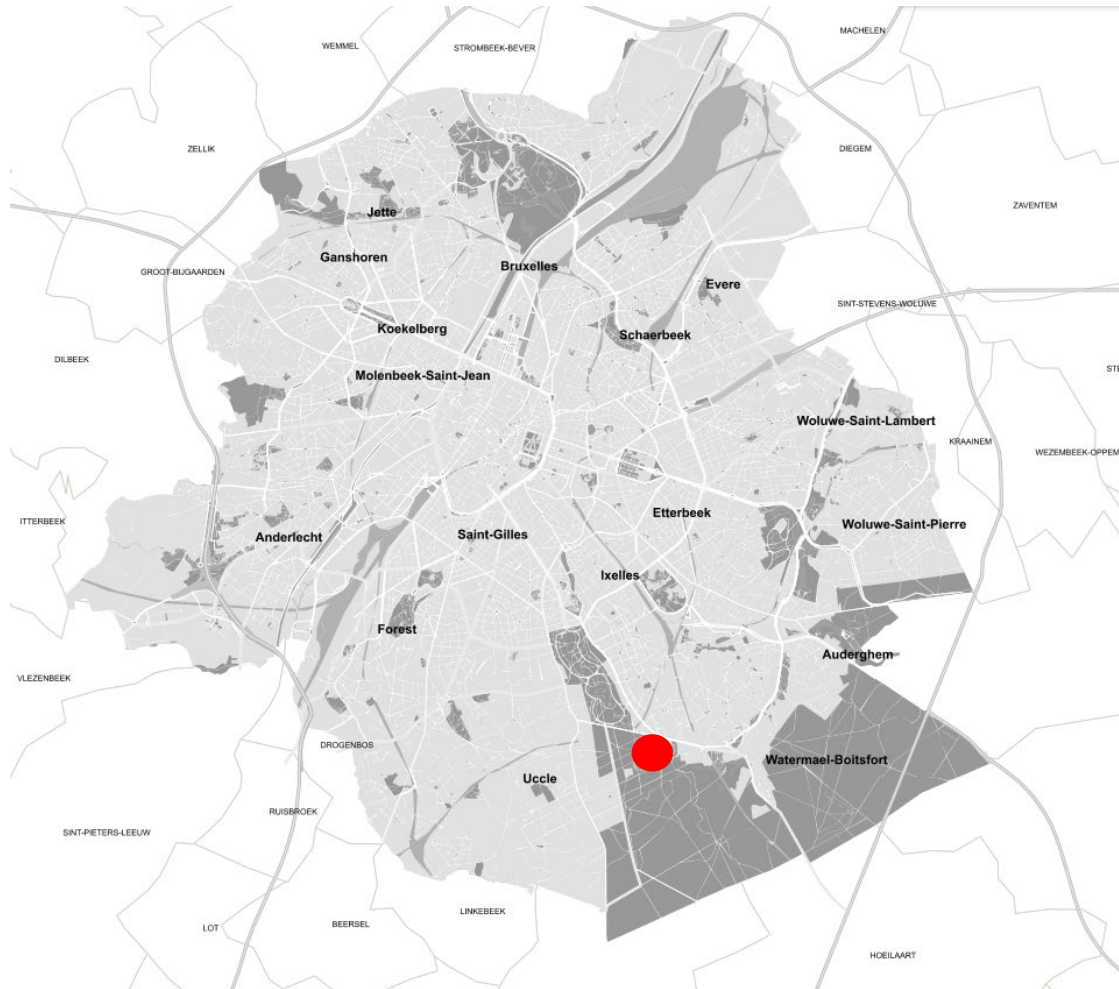 MACHELEN
WEMMEL
STROMBEEK-BEVER
ZELLIK
DIEGEM
ZAVENTEM
Jette
Ganshoren
Bruxelles
GROOT-BIJGAARDEN
Evere
SINT-STEVENS-WOLUWE
Koekelberg
Schaerbeek
DILBEEK
STE
Molenbeek-Saint-Jean
Woluwe-Saint-Lambert
KRAAINEM
WEZEMBEEK-OPPEM
ITTERBEEK
Etterbeek
Woluwe-Saint-Pierre
Anderlecht
Saint-Gilles
Ixelles
Forest
Auderghem
VLEZENBEEK
DROGENBOS
Watermael-Boitsfort
Uccle
RUISBROEK
SINT-PIETERS-LEEUW
LINKEBEEK
BEERSEL
LOT
HOEILAART